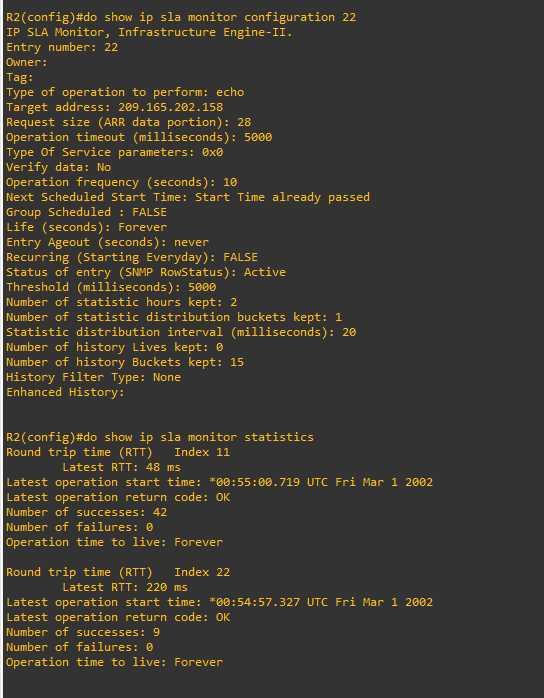 R2(config)#do show ip sla monitor configuration 22
IP SLA Monitor, Infrastructure Engine-II.
Entry number: 22
Owner:
Tag:
Type of operation to perform: echo
Target address: 209.165.202.158
Request size (ARR data portion): 28
Operation timeout (milliseconds): 5000
Type Of Service parameters: 0x0
Verify data: No
Operation frequency (seconds): 10
Next Scheduled Start Time: Start Time already passed
Group Scheduled : FALSE
Life (seconds): Forever
Entry Ageout (seconds): never
Recurring (Starting Everyday): FALSE
Status of entry (SNMP RowStatus): Active
Threshold (milliseconds): 5000
Number of statistic hours kept: 2
Number of statistic distribution buckets kept: 1
Statistic distribution interval (milliseconds): 20
Number of history Lives kept: 0
Number of history Buckets kept: 15
History Filter Type: None
Enhanced History:
R2(config)#do show ip sla monitor statistics
Round trip time (RTT)   Index 11
        Latest RTT: 48 ms
Latest operation start time: *00:55:00.719 UTC Fri Mar 1 2002
Latest operation return code: OK
Number of successes: 42
Number of failures: 0
Operation time to live: Forever
Round trip time (RTT)   Index 22
        Latest RTT: 220 ms
Latest operation start time: *00:54:57.327 UTC Fri Mar 1 2002
Latest operation return code: OK
Number of successes: 9
Number of failures: 0
Operation time to live: Forever